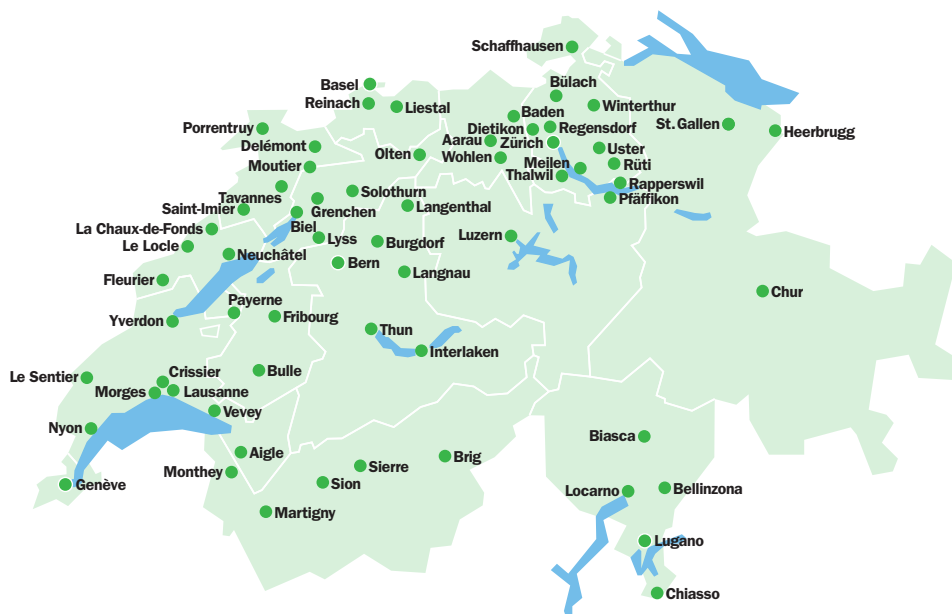 Schaffhausen
Basel
Bülach
Reinach
Liestal
Baden
Winterthur
Porrentruy
Dietikon
Regensdorf
St.Gallen
Heerbrugg
Delémont
Aarau
Zürich
Uster
Olten
Wohlen
Meilen
Rüti
Moutier
Thalwil
Rapperswil
Tavannes
Solothurn
Pfäffikon
Saint-Imier
Grenchen
Langenthal
La Chaux-de-Fonds
Biel
Lyss
Burgdorf
Luzern
Le Locle
Neuchâtel
Bern
Langnau
Fleurier
Chur
Payerne
Yverdon
Fribourg
Thun
Interlaken
Le Sentier
Crissier
Bulle
Morges
Lausanne
Vevey
Nyon
Biasca
Aigle
Monthey
Sierre
Brig
Genève
Sion
Locarno
Bellinzona
Martigny
Lugano
Chiasso